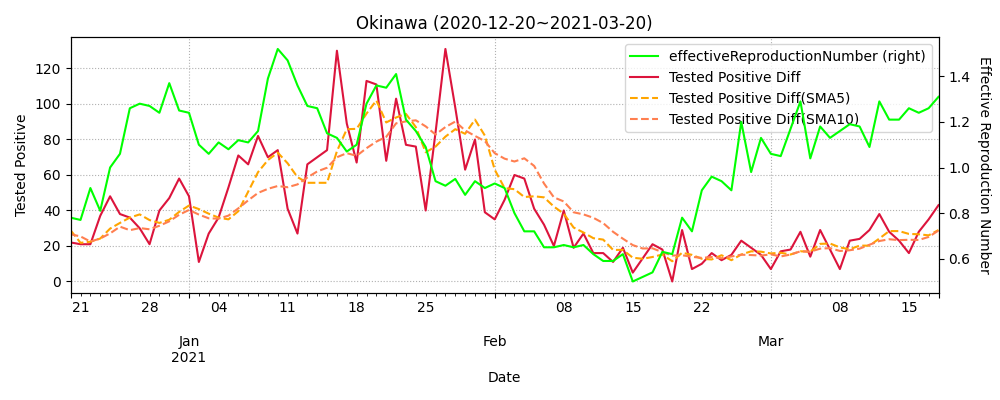 Okinawa (2020-12-20~2021-03-20)
effectiveReproductionNumber (right)
Tested Positive Diff
Tested Positive Diff(SMA5)
Tested Positive Diff(SMA10)
Tested Positive
120
100
80
60
40
20
0
1.4
1.2
1.0
0.8
0.6
Effective Reproduction Number
21 28 04 11 18 25 08 15 22 08 15
Jan Feb Mar
2021
Date